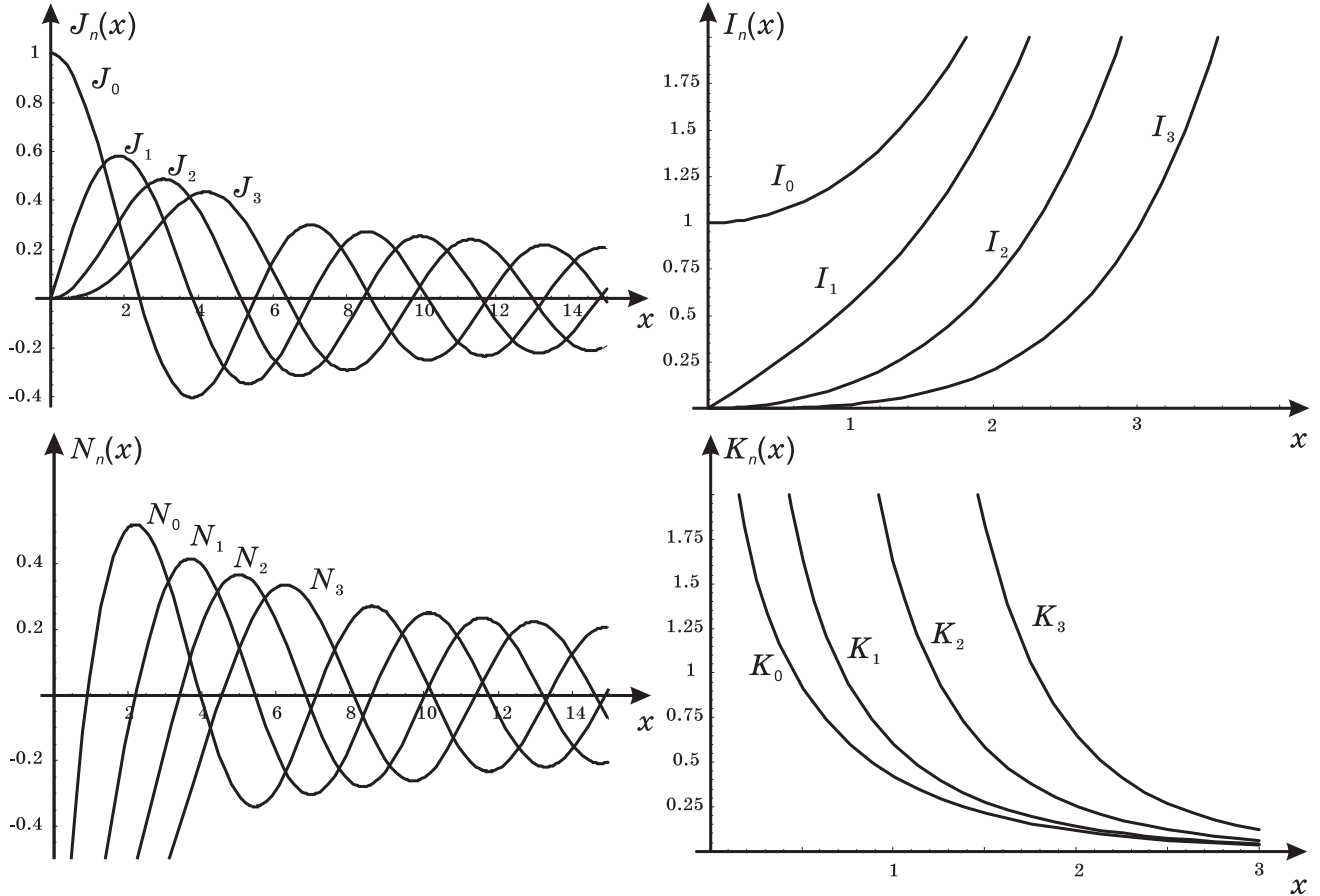 J_n(x)
1
J_0
0.8
0.6
J_1
J_2
J_3
0.4
0.2
2 4 6 8 10 12 14
x
-0.2
-0.4
I_n(x)
1.75
1.5
I_3
1.25
I_0
1
I_2
0.75
I_1
0.5
0.25
1 2 3
x
N_n(x)
N_0
N_1
N_2
N_3
0.4
0.2
2 4 6 8 10 12 14
x
-0.2
-0.4
K_n(x)
1.75
1.5
1.25
K_0 K_1 K_2 K_3
1
0.75
0.5
0.25
1 2 3
x